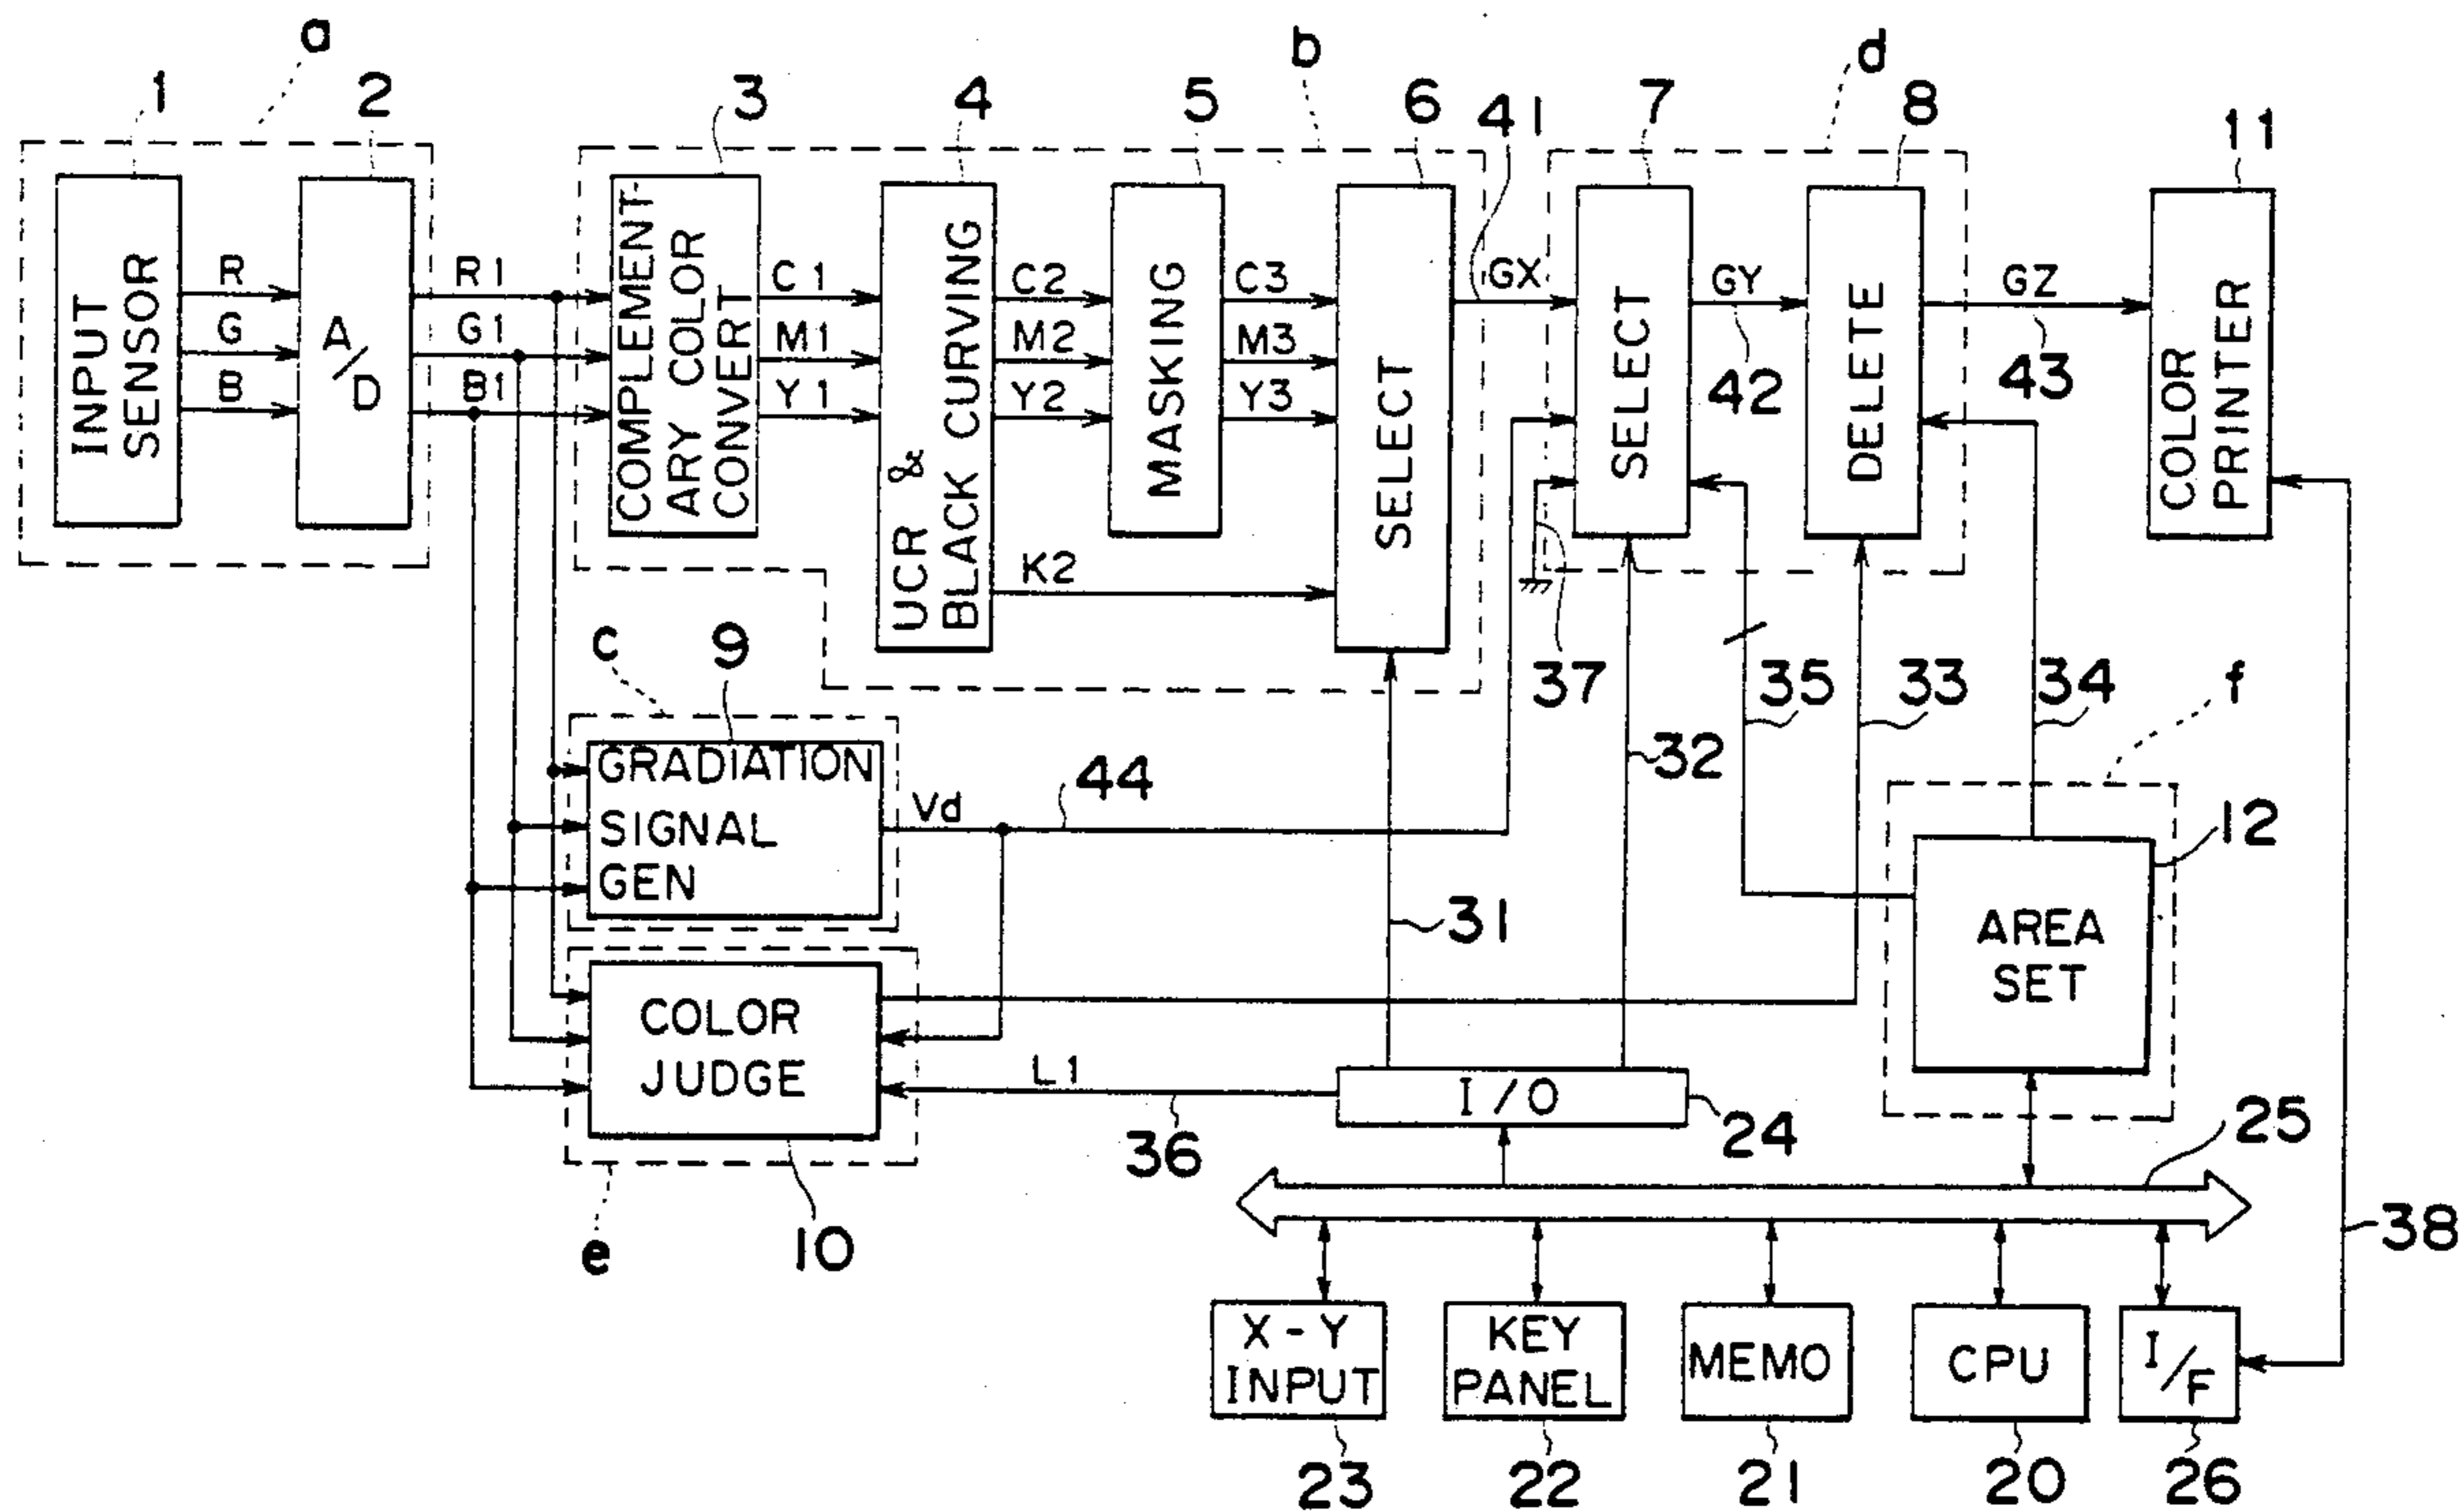 a
b
d
1
2
3
4
5
6
41
7
8
11
INPUT
SENSOR
R
G
B
A/D
R1
G1
B1
COMPLEMENT-
ARY COLOR
CONVERT
C1
M1
Y1
UCR &
BLACK CURVING
C2
M2
Y2
K2
MASKING
C3
M3
Y3
SELECT
GX
SELECT
GY
42
DELETE
GZ
43
COLOR
PRINTER
37
35
33
34
f
32
c
9
GRADIATION
SIGNAL
GEN
Vd
44
31
12
AREA
SET
COLOR
JUDGE
L1
36
I/O
24
25
e
10
38
X-Y
INPUT
KEY
PANEL
MEMO
CPU
I/F
23
22
21
20
26